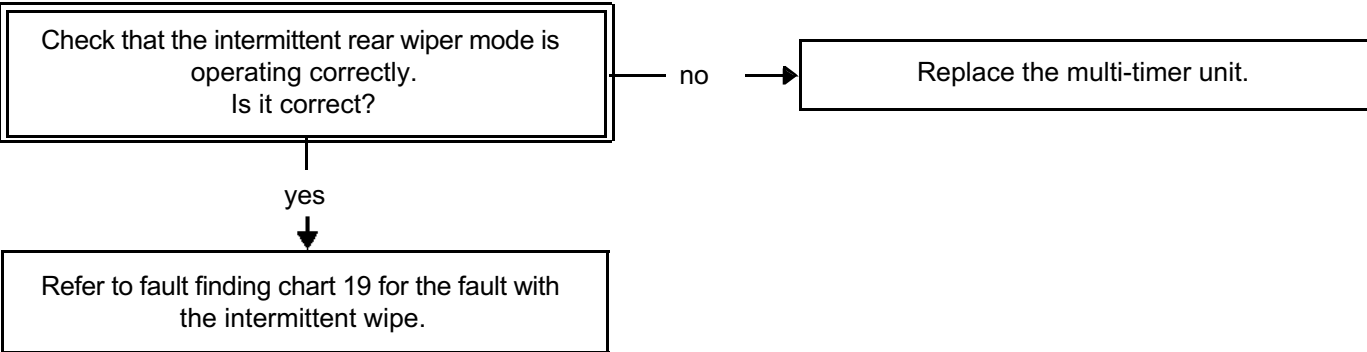 Check that the intermittent rear wiper mode is
operating correctly.
Is it correct?
no
Replace the multi-timer unit.
yes
Refer to fault finding chart 19 for the fault with
the intermittent wipe.